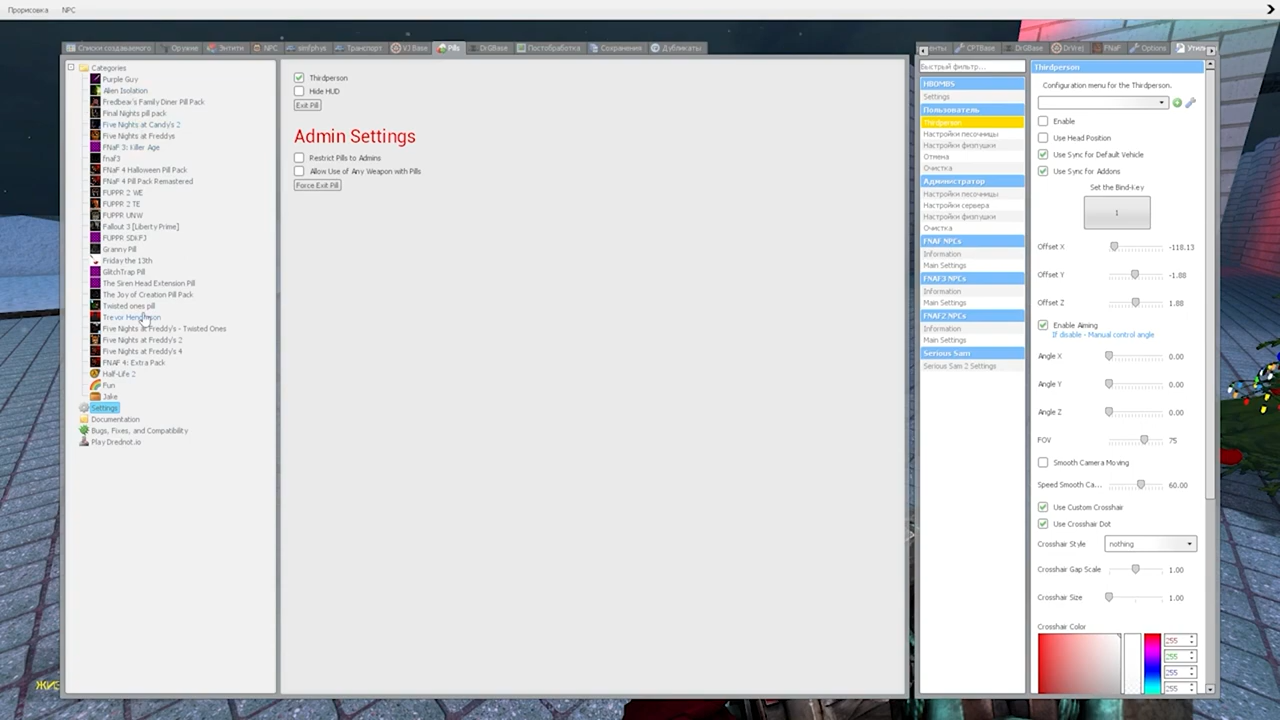 Прорисовка NPC
Списки создаваемого Оружие Энтети NPC simfphys Транспорт VJ Base Pills DrGBase Постобработка Сохранения Дубликаты
енты CPTBase DrGBase DrVrej FNaF Options Утили
Categories
Purple Guy
Alien Isolation
Fredbear's Family Diner Pill Pack
Final Nights pill pack
Five Nights at Candy's 2
Five Nights at Freddys
FNaF 3: Killer Age
fnaf3
FNaF 4 Halloween Pill Pack
FNaF 4 Pill Pack Remastered
FUPPR 2 WE
FUPPR 2 TE
FUPPR UNW
Fallout 3 [Liberty Prime]
Granny Pill
Friday the 13th
GlitchTrap Pill
The Siren Head Extension Pill
The Joy of Creation Pill Pack
Twisted ones pill
Trevor Henderson
Five Nights at Freddy's - Twisted Ones
Five Nights at Freddy's 2
Five Nights at Freddy's 4
FNAF 4: Extra Pack
Half-Life 2
Fun
Jake
Settings
Documentation
Bugs, Fixes, and Compatibility
Play Drednot.io
Thirdperson
Hide HUD
Exit Pill
Admin Settings
Restrict Pills to Admins
Allow Use of Any Weapon with Pills
Force Exit Pill
Быстрый фильтр...
HBOMBS
Settings
Пользователь
Thirdperson
Настройки песочницы
Настройки физпушки
Отмена
Очистка
Администратор
Настройки песочницы
Настройки сервера
Настройки физпушки
Очистка
FNAF NPCs
Information
Main Settings
FNAF3 NPCs
Information
Main Settings
FNAF2 NPCs
Information
Main Settings
Serious Sam
Serious Sam 2 Settings
Thirdperson
Configuration menu for the Thirdperson.
Enable
Use Head Position
Use Sync for Default Vehicle
Use Sync for Addons
Set the Bind-Key
Offset X -118.13
Offset Y -1.88
Offset Z 1.88
Enable Aiming
If disable - Manual control angle
Angle X 0.00
Angle Y 0.00
Angle Z 0.00
FOV 75
Smooth Camera Moving
Speed Smooth Ca... 60.00
Use Custom Crosshair
Use Crosshair Dot
Crosshair Style nothing
Crosshair Gap Scale 1.00
Crosshair Size 1.00
Crosshair Color
255
255
255
255